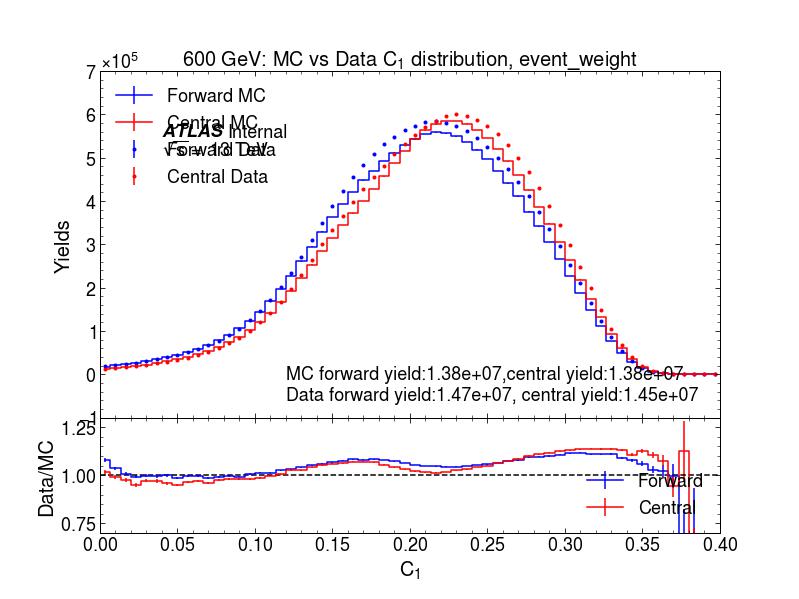 600 GeV: MC vs Data C₁ distribution, event_weight
×10⁵
7
6
5
4
3
2
1
0
−1
Yields
Forward MC
Central MC
ATLAS Internal
√s = 13 TeV
Forward Data
Central Data
MC forward yield:1.38e+07,central yield:1.38e+07
Data forward yield:1.47e+07, central yield:1.45e+07
1.25
1.00
0.75
Data/MC
Forward
Central
0.00 0.05 0.10 0.15 0.20 0.25 0.30 0.35 0.40
C₁